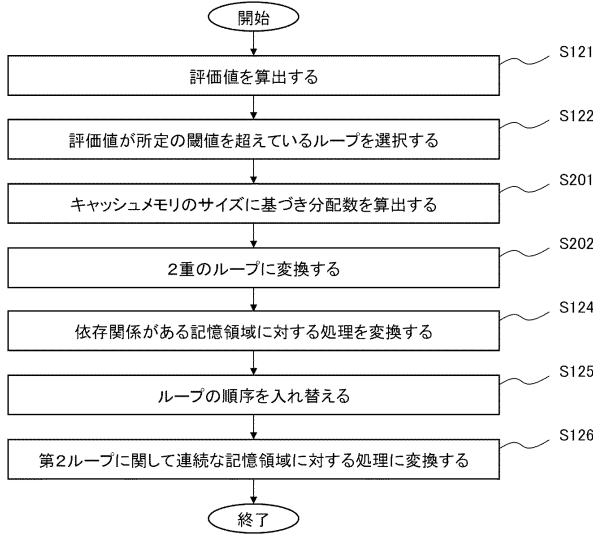 開始
S121
評価値を算出する
S122
評価値が所定の閾値を超えているループを選択する
S201
キャッシュメモリのサイズに基づき分配数を算出する
S202
２重のループに変換する
S124
依存関係がある記憶領域に対する処理を変換する
S125
ループの順序を入れ替える
S126
第２ループに関して連続な記憶領域に対する処理に変換する
終了